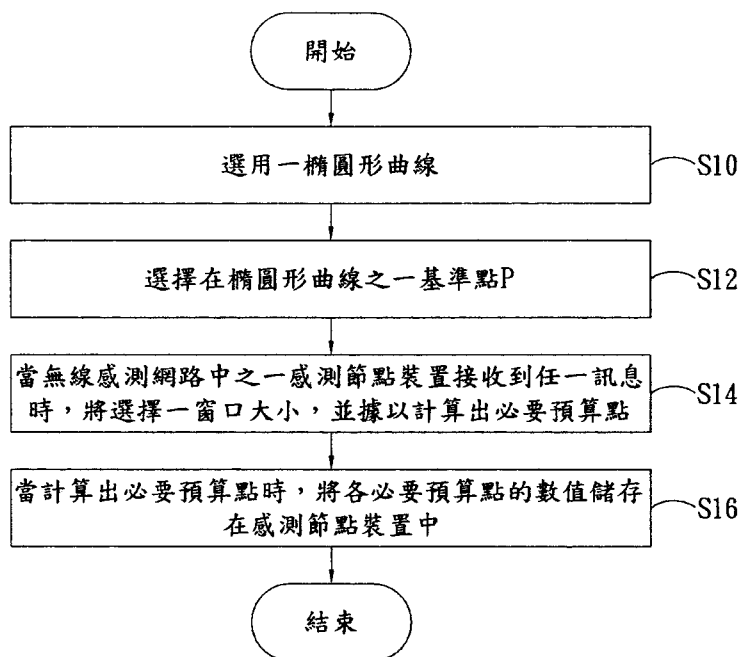 開始
選用一橢圓形曲線
S10
選擇在橢圓形曲線之一基準點P
S12
當無線感測網路中之一感測節點裝置接收到任一訊息
時，將選擇一窗口大小，並據以計算出必要預算點
S14
當計算出必要預算點時，將各必要預算點的數值儲存
在感測節點裝置中
S16
結束